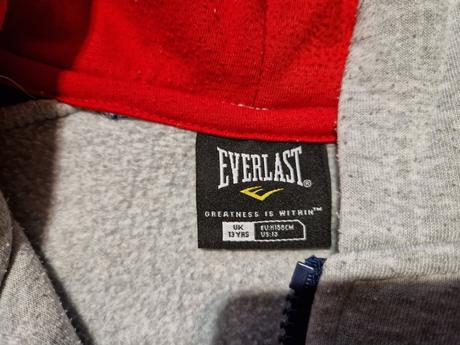 EVERLAST®
GREATNESS IS WITHIN™
UK
13 YRS
EU:H158CM
US:13